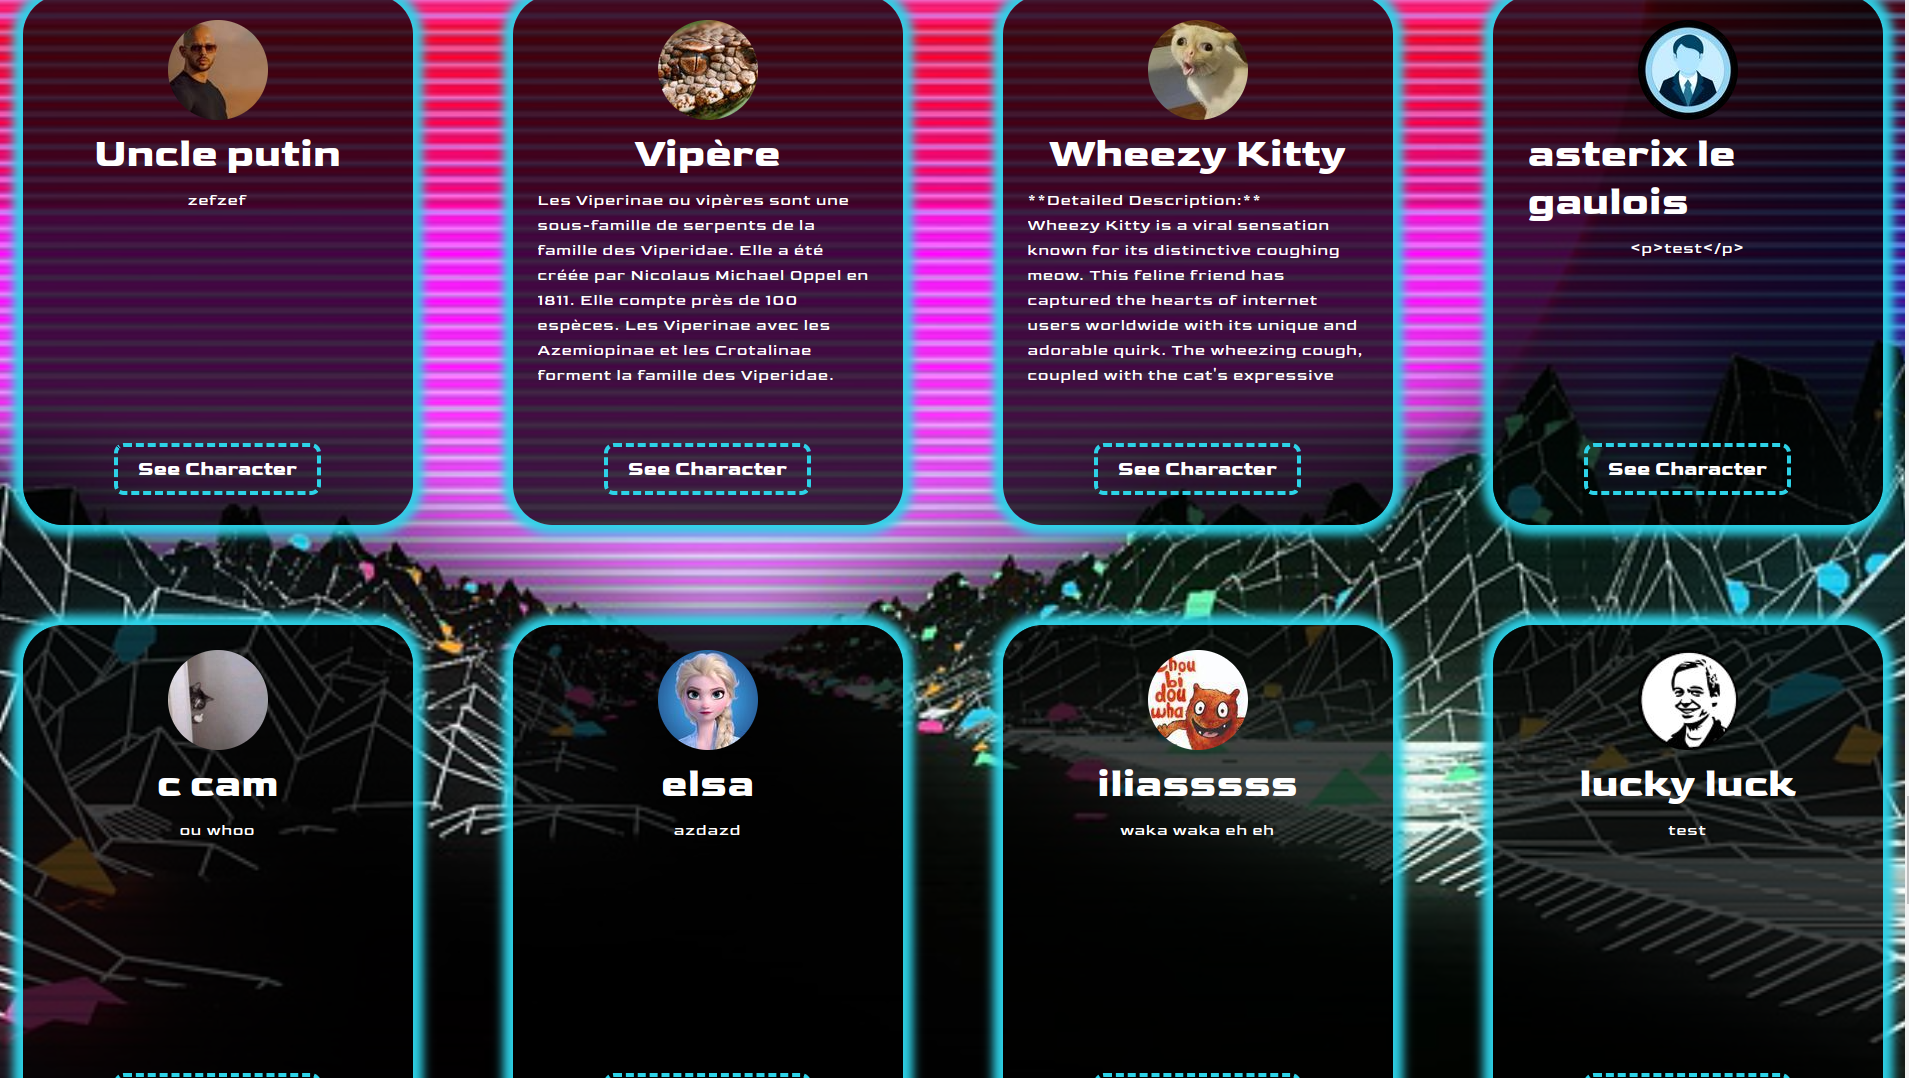 Uncle putin
zefzef
See Character
Vipère
Les Viperinae ou vipères sont une
sous-famille de serpents de la
famille des Viperidae. Elle a été
créée par Nicolaus Michael Oppel en
1811. Elle compte près de 100
espèces. Les Viperinae avec les
Azemiopinae et les Crotalinae
forment la famille des Viperidae.
See Character
Wheezy Kitty
**Detailed Description:**
Wheezy Kitty is a viral sensation
known for its distinctive coughing
meow. This feline friend has
captured the hearts of internet
users worldwide with its unique and
adorable quirk. The wheezing cough,
coupled with the cat's expressive
See Character
asterix le
gaulois
<p>test</p>
See Character
c cam
ou whoo
elsa
azdazd
hou
bi
dou
wha
iliasssss
waka waka eh eh
lucky luck
test